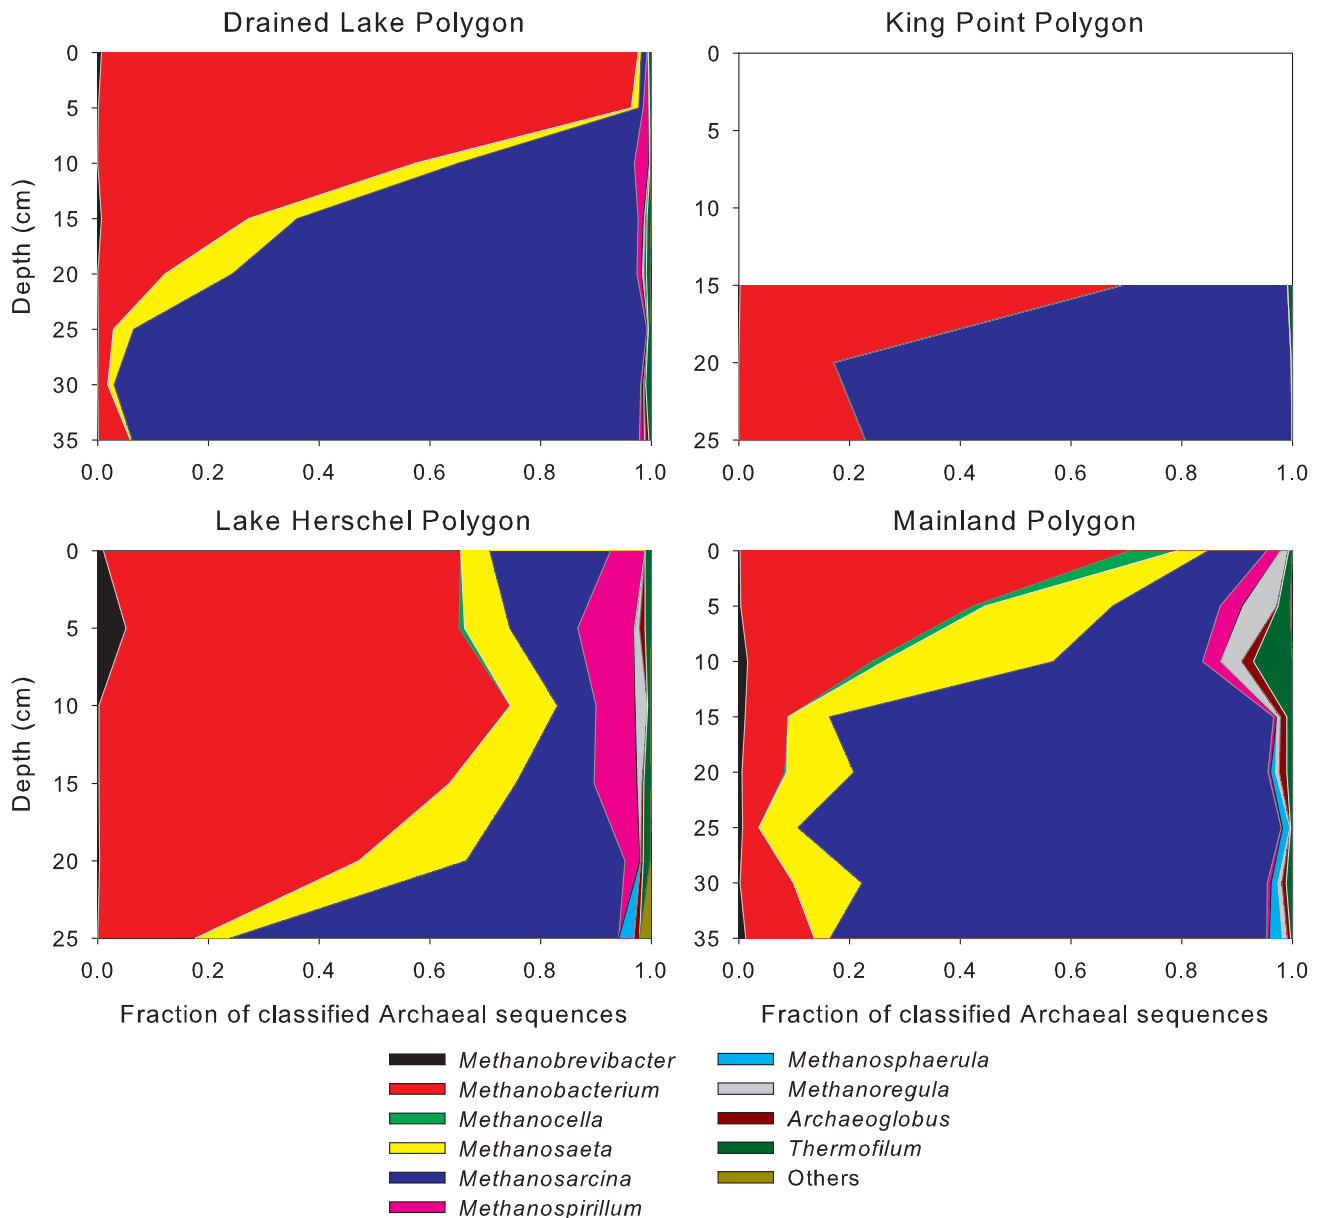 Drained Lake Polygon
King Point Polygon
0
5
10
15
20
25
30
35
Depth (cm)
0.0 0.2 0.4 0.6 0.8 1.0
0
5
10
15
20
25
0.0 0.2 0.4 0.6 0.8 1.0
Lake Herschel Polygon
Mainland Polygon
0
5
10
15
20
25
Depth (cm)
0.0 0.2 0.4 0.6 0.8 1.0
Fraction of classified Archaeal sequences
0
5
10
15
20
25
30
35
0.0 0.2 0.4 0.6 0.8 1.0
Fraction of classified Archaeal sequences
Methanobrevibacter
Methanobacterium
Methanocella
Methanosaeta
Methanosarcina
Methanospirillum
Methanosphaerula
Methanoregula
Archaeoglobus
Thermofilum
Others